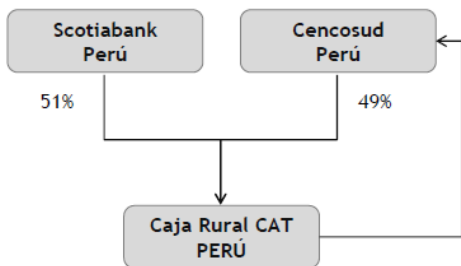 Scotiabank
Perú
Cencosud
Perú
51%
49%
Caja Rural CAT
PERÚ